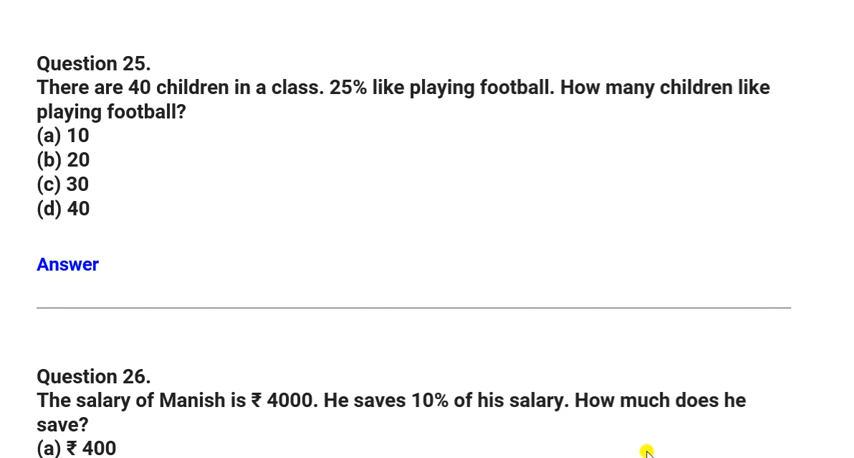 Question 25.
There are 40 children in a class. 25% like playing football. How many children like
playing football?
(a) 10
(b) 20
(c) 30
(d) 40
Answer
Question 26.
The salary of Manish is ₹ 4000. He saves 10% of his salary. How much does he
save?
(a) ₹ 400